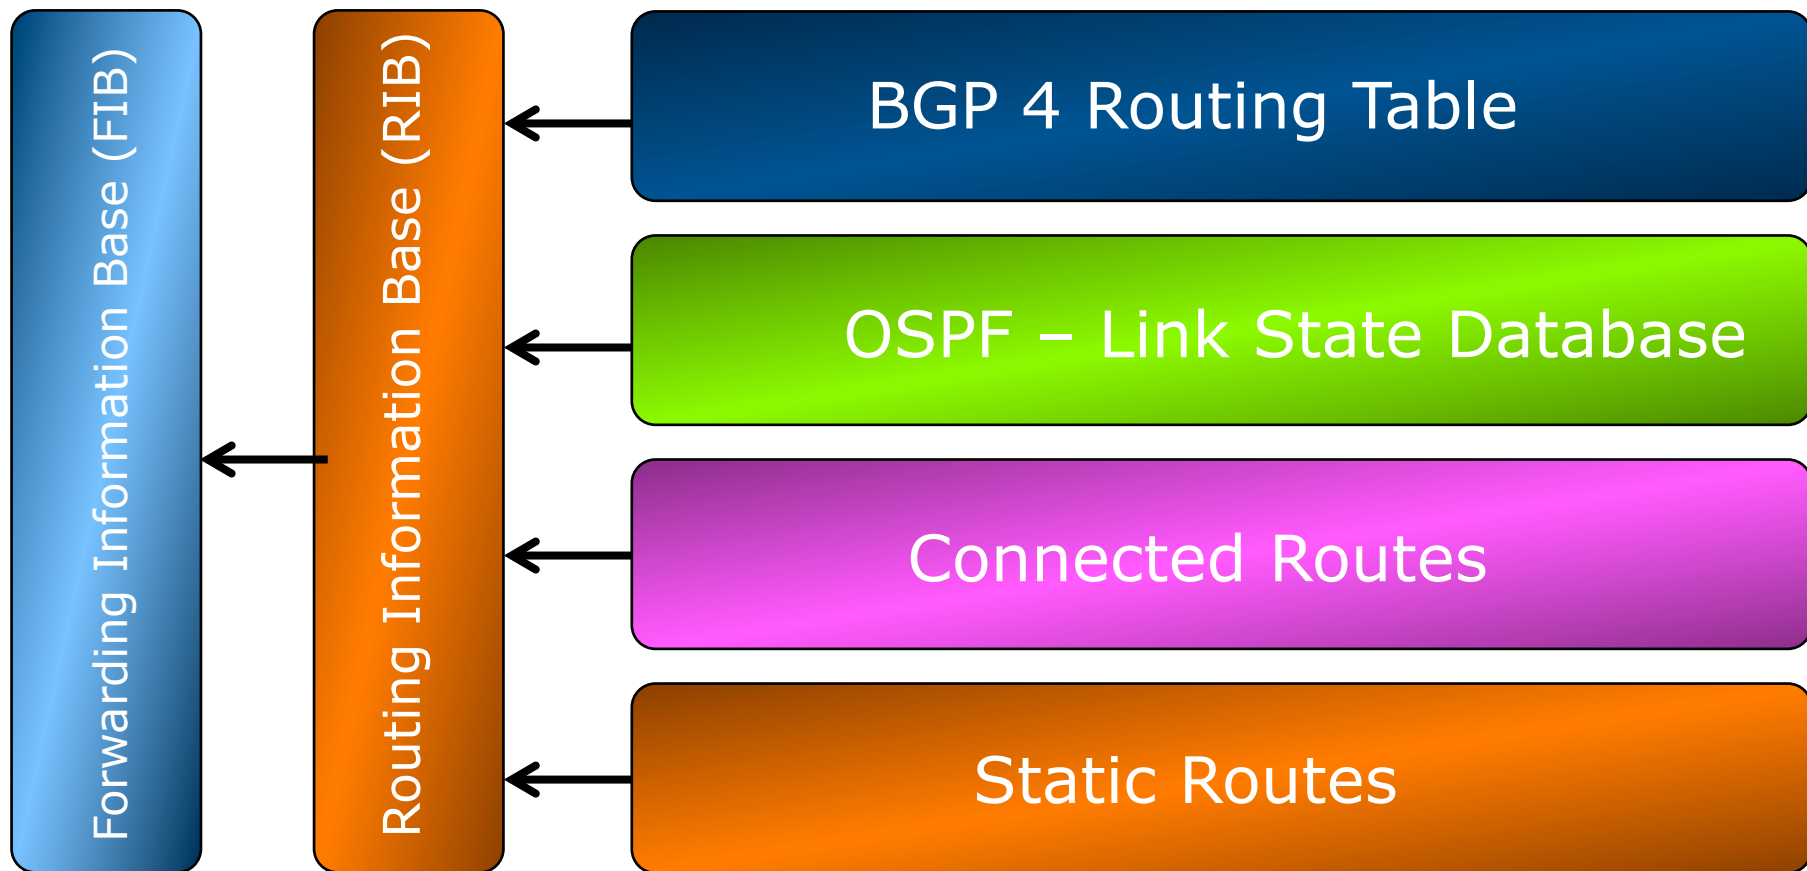 Forwarding Information Base (FIB)
Routing Information Base (RIB)
BGP 4 Routing Table
OSPF – Link State Database
Connected Routes
Static Routes